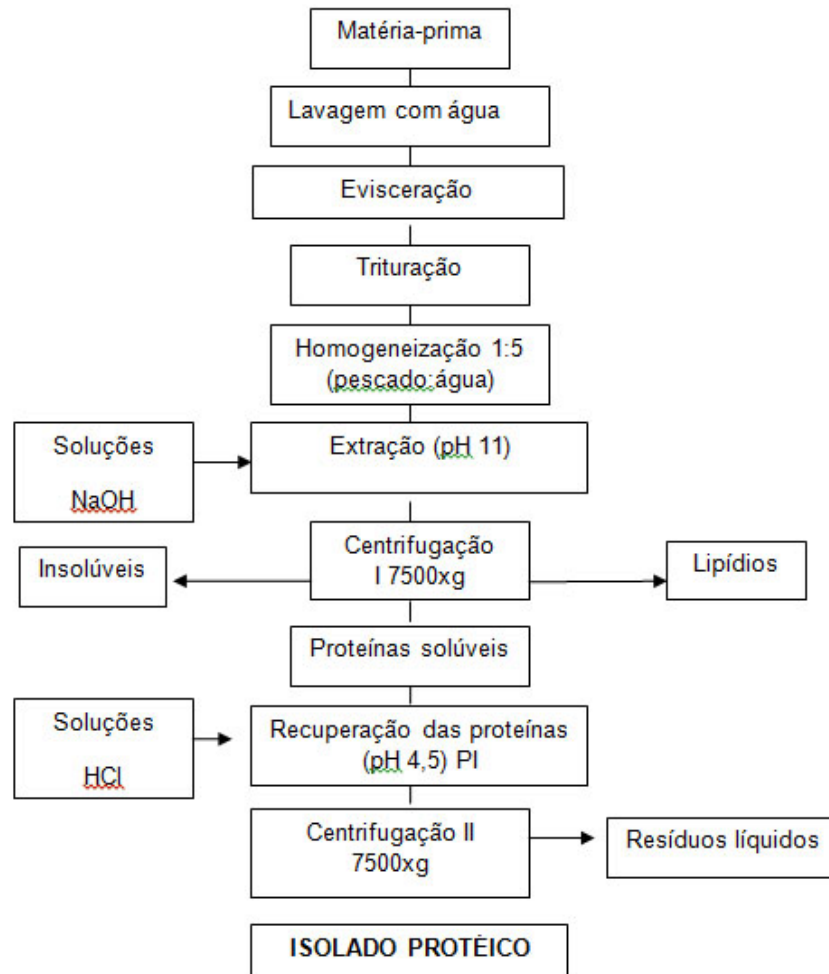 Matéria-prima
Lavagem com água
Evisceração
Trituração
Homogeneização 1:5
(pescado:água)
Soluções
NaOH
Extração (pH 11)
Centrifugação
I 7500xg
Insolúveis
Lipídios
Proteínas solúveis
Soluções
HCl
Recuperação das proteínas
(pH 4,5) PI
Centrifugação II
7500xg
Resíduos líquidos
ISOLADO PROTÉICO